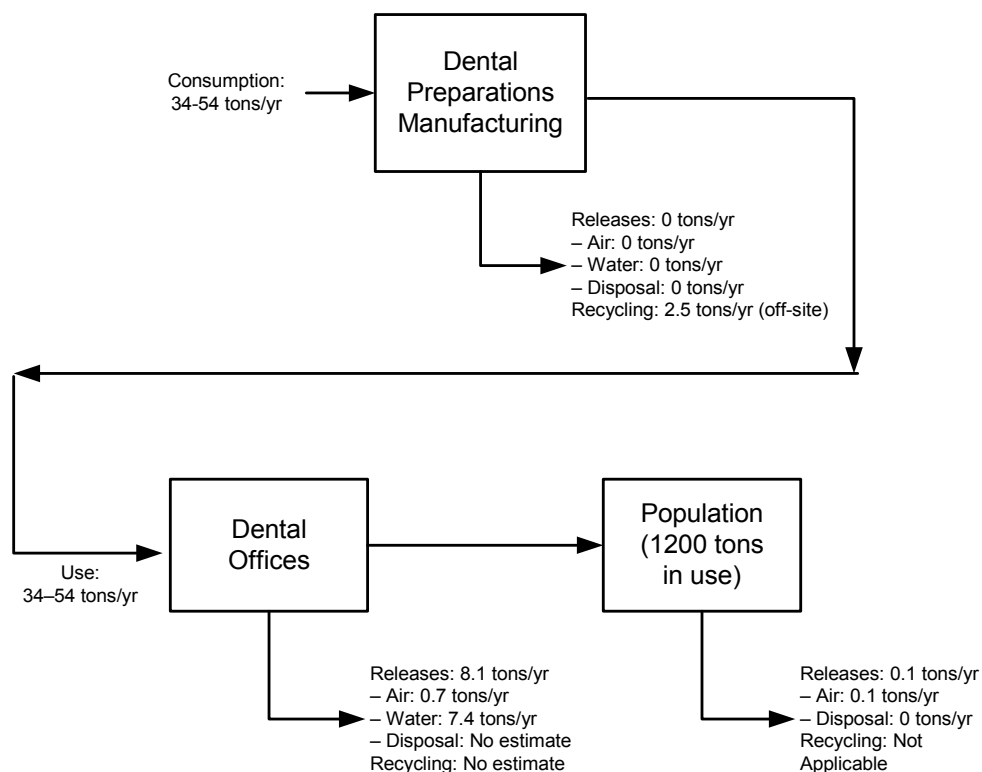 Dental
Preparations
Manufacturing
Consumption:
34-54 tons/yr
Releases: 0 tons/yr
– Air: 0 tons/yr
– Water: 0 tons/yr
– Disposal: 0 tons/yr
Recycling: 2.5 tons/yr (off-site)
Dental
Offices
Use:
34–54 tons/yr
Population
(1200 tons
in use)
Releases: 8.1 tons/yr
– Air: 0.7 tons/yr
– Water: 7.4 tons/yr
– Disposal: No estimate
Recycling: No estimate
Releases: 0.1 tons/yr
– Air: 0.1 tons/yr
– Disposal: 0 tons/yr
Recycling: Not
Applicable